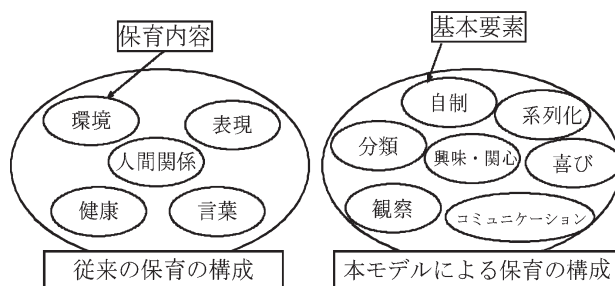 保育内容
環境
表現
人間関係
健康
言葉
従来の保育の構成
基本要素
自制
系列化
分類
興味・関心
喜び
観察
コミュニケーション
本モデルによる保育の構成